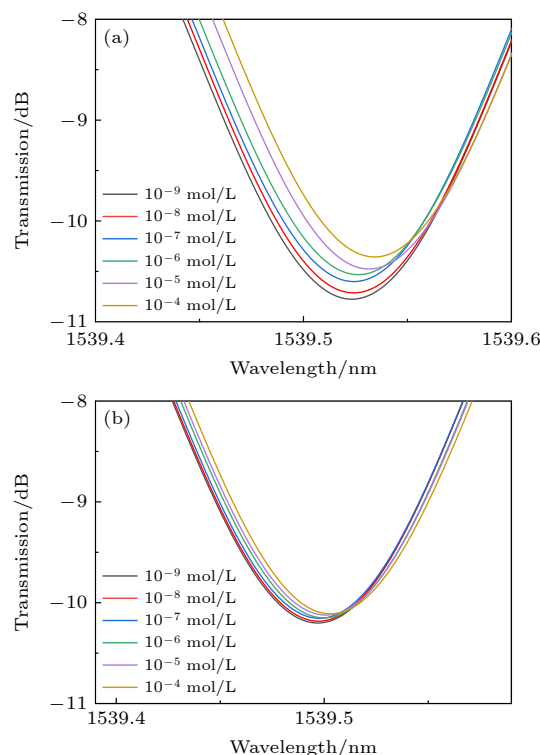 (a)
Transmission/dB
−8
−9
−10
−11
10⁻⁹ mol/L
10⁻⁸ mol/L
10⁻⁷ mol/L
10⁻⁶ mol/L
10⁻⁵ mol/L
10⁻⁴ mol/L
1539.4 1539.5 1539.6
Wavelength/nm
(b)
Transmission/dB
−8
−9
−10
−11
10⁻⁹ mol/L
10⁻⁸ mol/L
10⁻⁷ mol/L
10⁻⁶ mol/L
10⁻⁵ mol/L
10⁻⁴ mol/L
1539.4 1539.5
Wavelength/nm